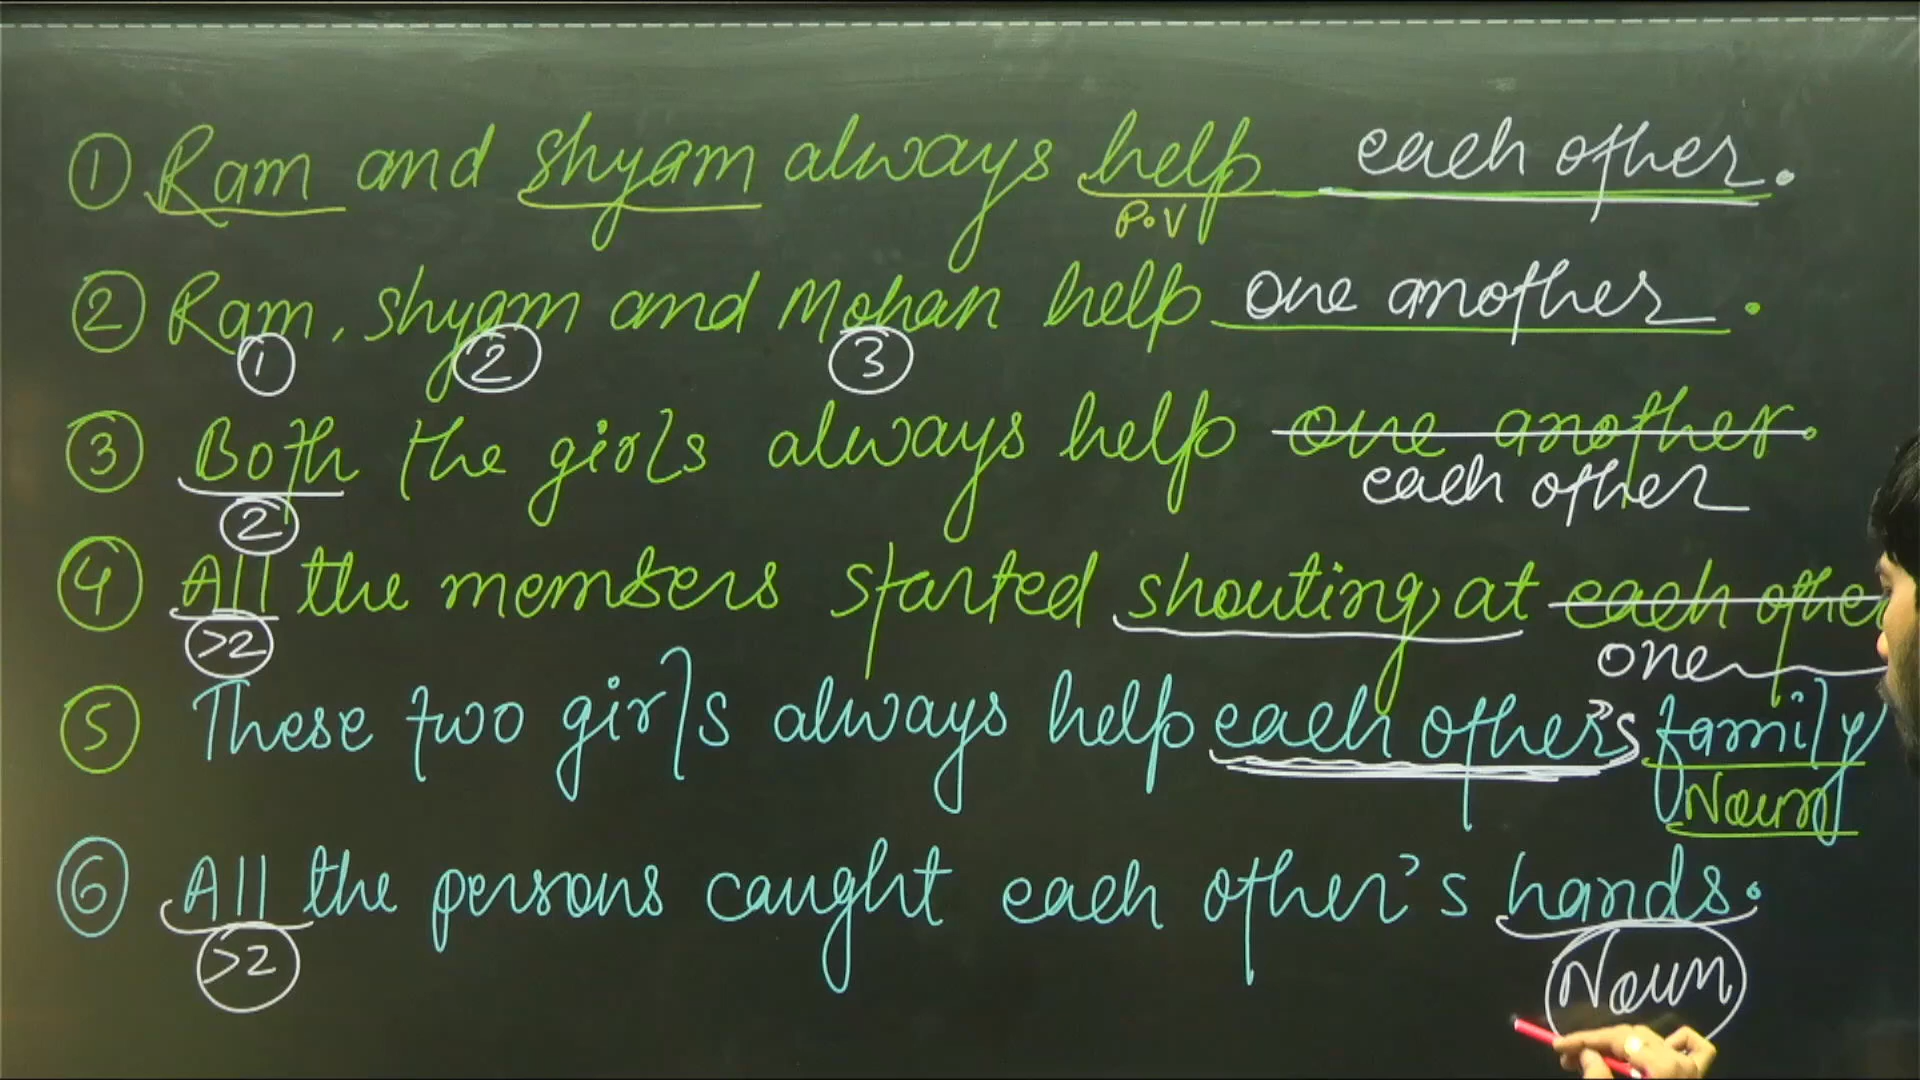 ① Ram and Shyam always help each other.
P.V
② Ram, Shyam and Mohan help one another.
① ② ③
③ Both the girls always help one another.
each other
②
④ All the members started shouting at each other
>2
one
⑤ These two girls always help each other's family
Noun
⑥ All the persons caught each other's hands.
>2
Noun